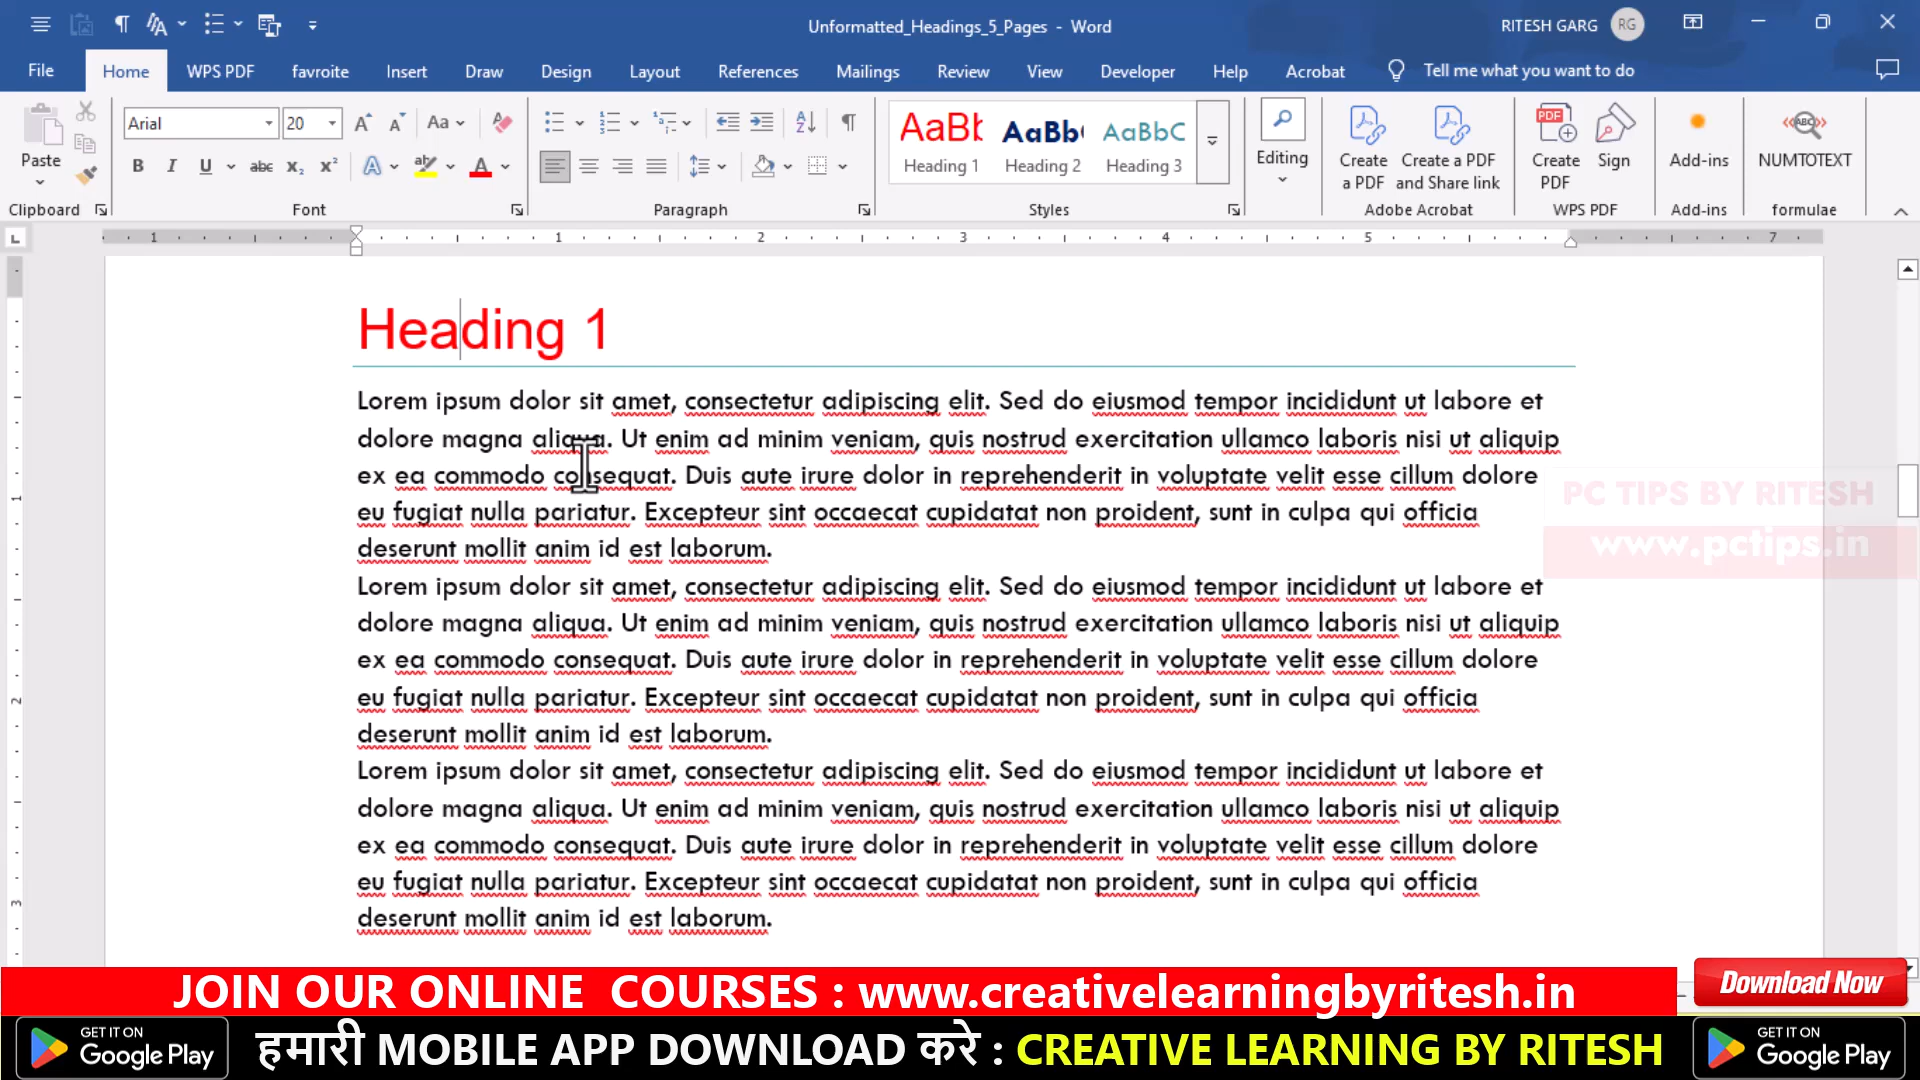 Unformatted_Headings_5_Pages - Word
RITESH GARG RG
File Home WPS PDF favroite Insert Draw Design Layout References Mailings Review View Developer Help Acrobat Tell me what you want to do
Arial 20
Paste
Clipboard
Font
Paragraph
AaBb AaBb AaBbC
Heading 1 Heading 2 Heading 3
Styles
Editing
Create a PDF
Create a PDF and Share link
Adobe Acrobat
Create PDF
Sign
WPS PDF
Add-ins
Add-ins
NUMTOTEXT
formulae
1 1 2 3 4 5 7
Heading 1
Lorem ipsum dolor sit amet, consectetur adipiscing elit. Sed do eiusmod tempor incididunt ut labore et
dolore magna aliqua. Ut enim ad minim veniam, quis nostrud exercitation ullamco laboris nisi ut aliquip
ex ea commodo consequat. Duis aute irure dolor in reprehenderit in voluptate velit esse cillum dolore
eu fugiat nulla pariatur. Excepteur sint occaecat cupidatat non proident, sunt in culpa qui officia
deserunt mollit anim id est laborum.
Lorem ipsum dolor sit amet, consectetur adipiscing elit. Sed do eiusmod tempor incididunt ut labore et
dolore magna aliqua. Ut enim ad minim veniam, quis nostrud exercitation ullamco laboris nisi ut aliquip
ex ea commodo consequat. Duis aute irure dolor in reprehenderit in voluptate velit esse cillum dolore
eu fugiat nulla pariatur. Excepteur sint occaecat cupidatat non proident, sunt in culpa qui officia
deserunt mollit anim id est laborum.
Lorem ipsum dolor sit amet, consectetur adipiscing elit. Sed do eiusmod tempor incididunt ut labore et
dolore magna aliqua. Ut enim ad minim veniam, quis nostrud exercitation ullamco laboris nisi ut aliquip
ex ea commodo consequat. Duis aute irure dolor in reprehenderit in voluptate velit esse cillum dolore
eu fugiat nulla pariatur. Excepteur sint occaecat cupidatat non proident, sunt in culpa qui officia
deserunt mollit anim id est laborum.
PC TIPS BY RITESH
www.pctips.in
JOIN OUR ONLINE COURSES : www.creativelearningbyritesh.in
Download Now
GET IT ON
Google Play
हमारी MOBILE APP DOWNLOAD करे : CREATIVE LEARNING BY RITESH
GET IT ON
Google Play